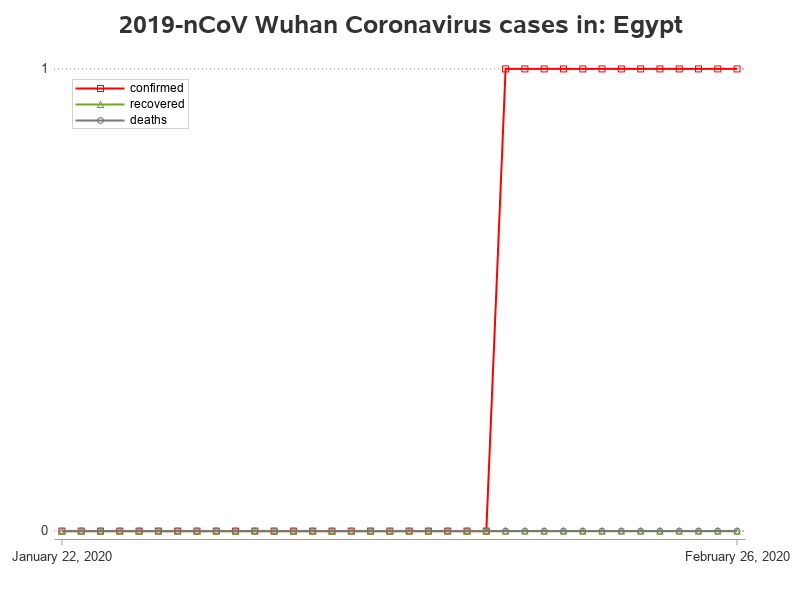 2019-nCoV Wuhan Coronavirus cases in: Egypt
1
confirmed
recovered
deaths
0
January 22, 2020
February 26, 2020